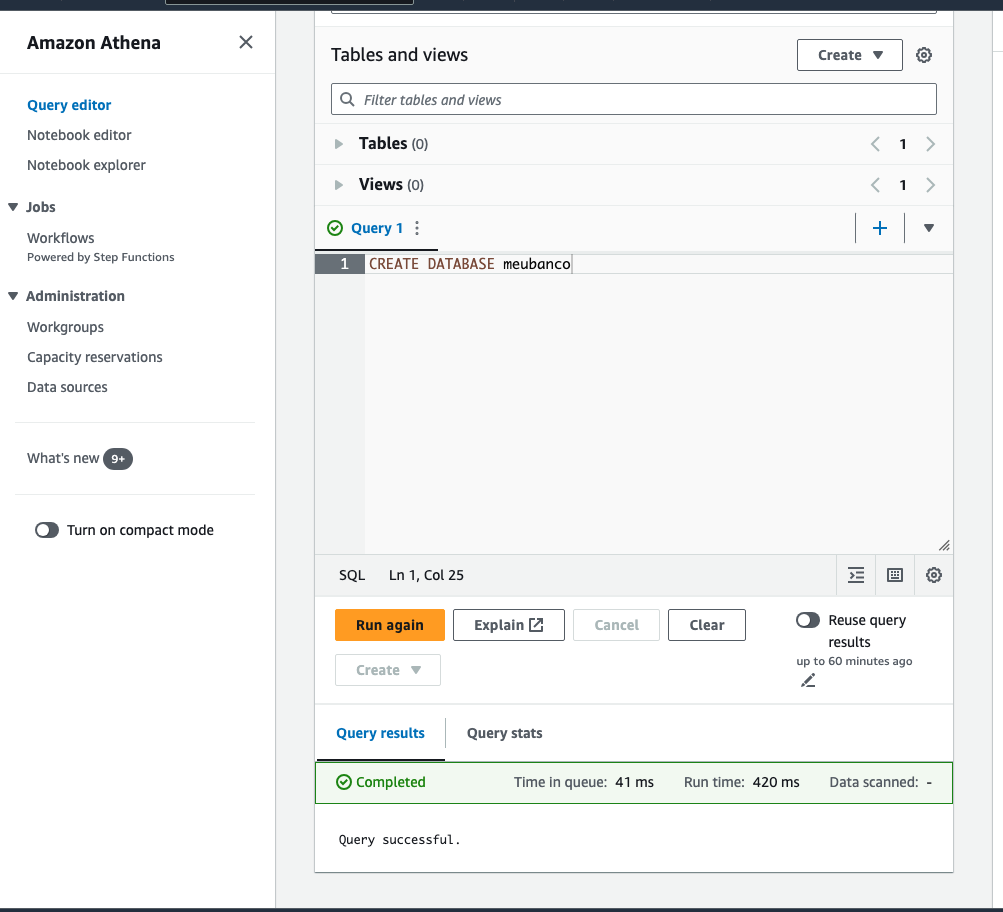 Amazon Athena
Query editor
Notebook editor
Notebook explorer
Jobs
Workflows
Powered by Step Functions
Administration
Workgroups
Capacity reservations
Data sources
What's new 9+
Turn on compact mode
Tables and views
Create
Filter tables and views
Tables (0)
1
Views (0)
1
Query 1
1 CREATE DATABASE meubanco
SQL Ln 1, Col 25
Run again Explain Cancel Clear
Create
Reuse query
results
up to 60 minutes ago
Query results Query stats
Completed Time in queue: 41 ms Run time: 420 ms Data scanned: -
Query successful.